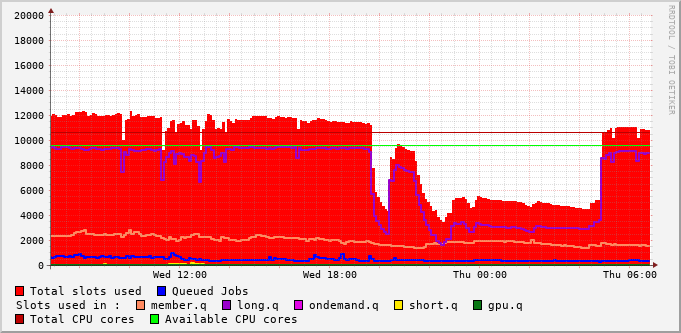 RRDTOOL / TOBI OETIKER
20000
18000
16000
14000
12000
10000
8000
6000
4000
2000
0
Wed 12:00 Wed 18:00 Thu 00:00 Thu 06:00
Total slots used Queued Jobs
Slots used in : member.q long.q ondemand.q short.q gpu.q
Total CPU cores Available CPU cores